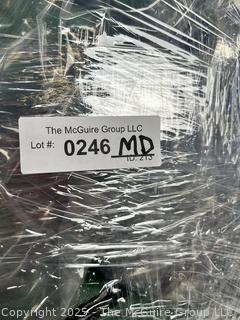 The McGuire Group LLC
Lot #: 0246 MD
ID: 213
Copyright 2025 - The McGuire Group LLC